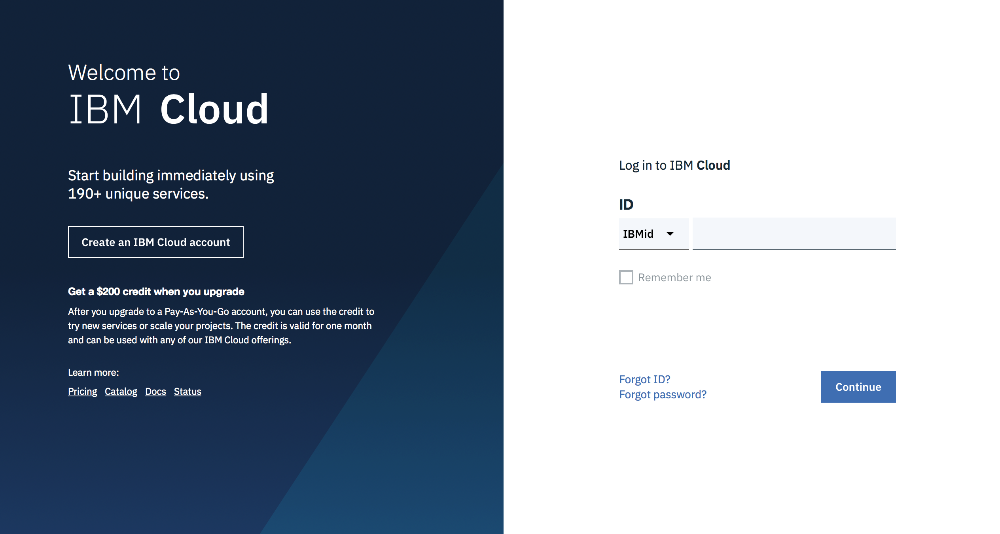 Welcome to
IBM Cloud
Start building immediately using
190+ unique services.
Create an IBM Cloud account
Get a $200 credit when you upgrade
After you upgrade to a Pay-As-You-Go account, you can use the credit to
try new services or scale your projects. The credit is valid for one month
and can be used with any of our IBM Cloud offerings.
Learn more:
Pricing Catalog Docs Status
Log in to IBM Cloud
ID
IBMid
Remember me
Forgot ID?
Forgot password?
Continue